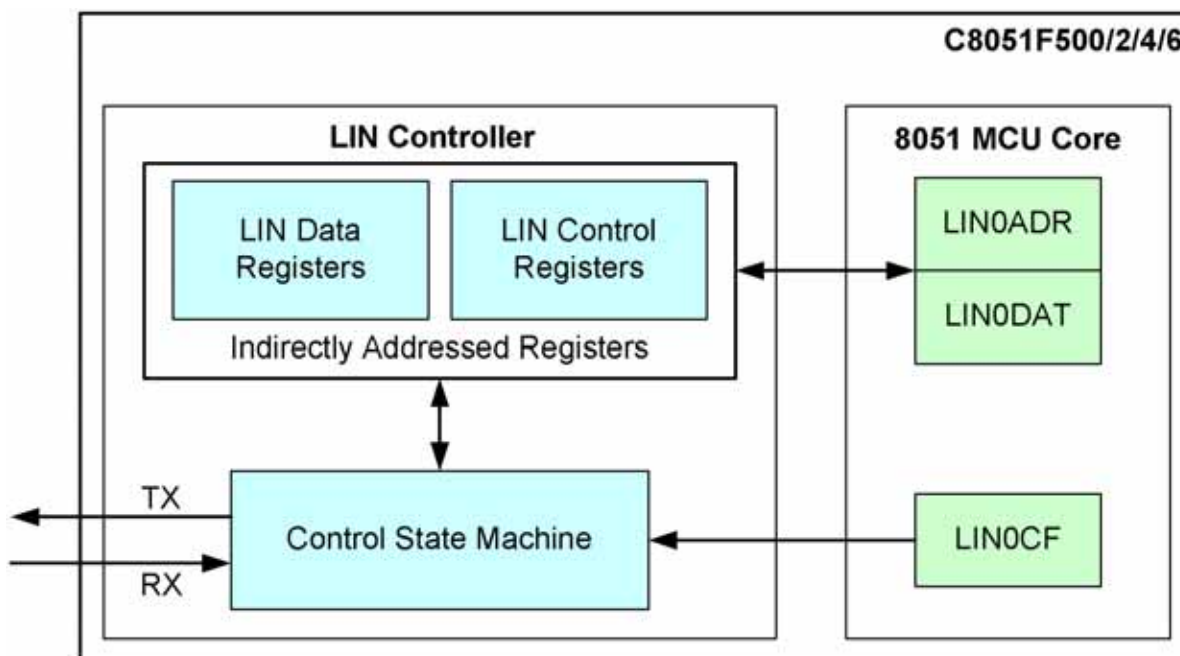 C8051F500/2/4/6
LIN Controller
8051 MCU Core
LIN Data
Registers
LIN Control
Registers
Indirectly Addressed Registers
LIN0ADR
LIN0DAT
TX
RX
Control State Machine
LIN0CF